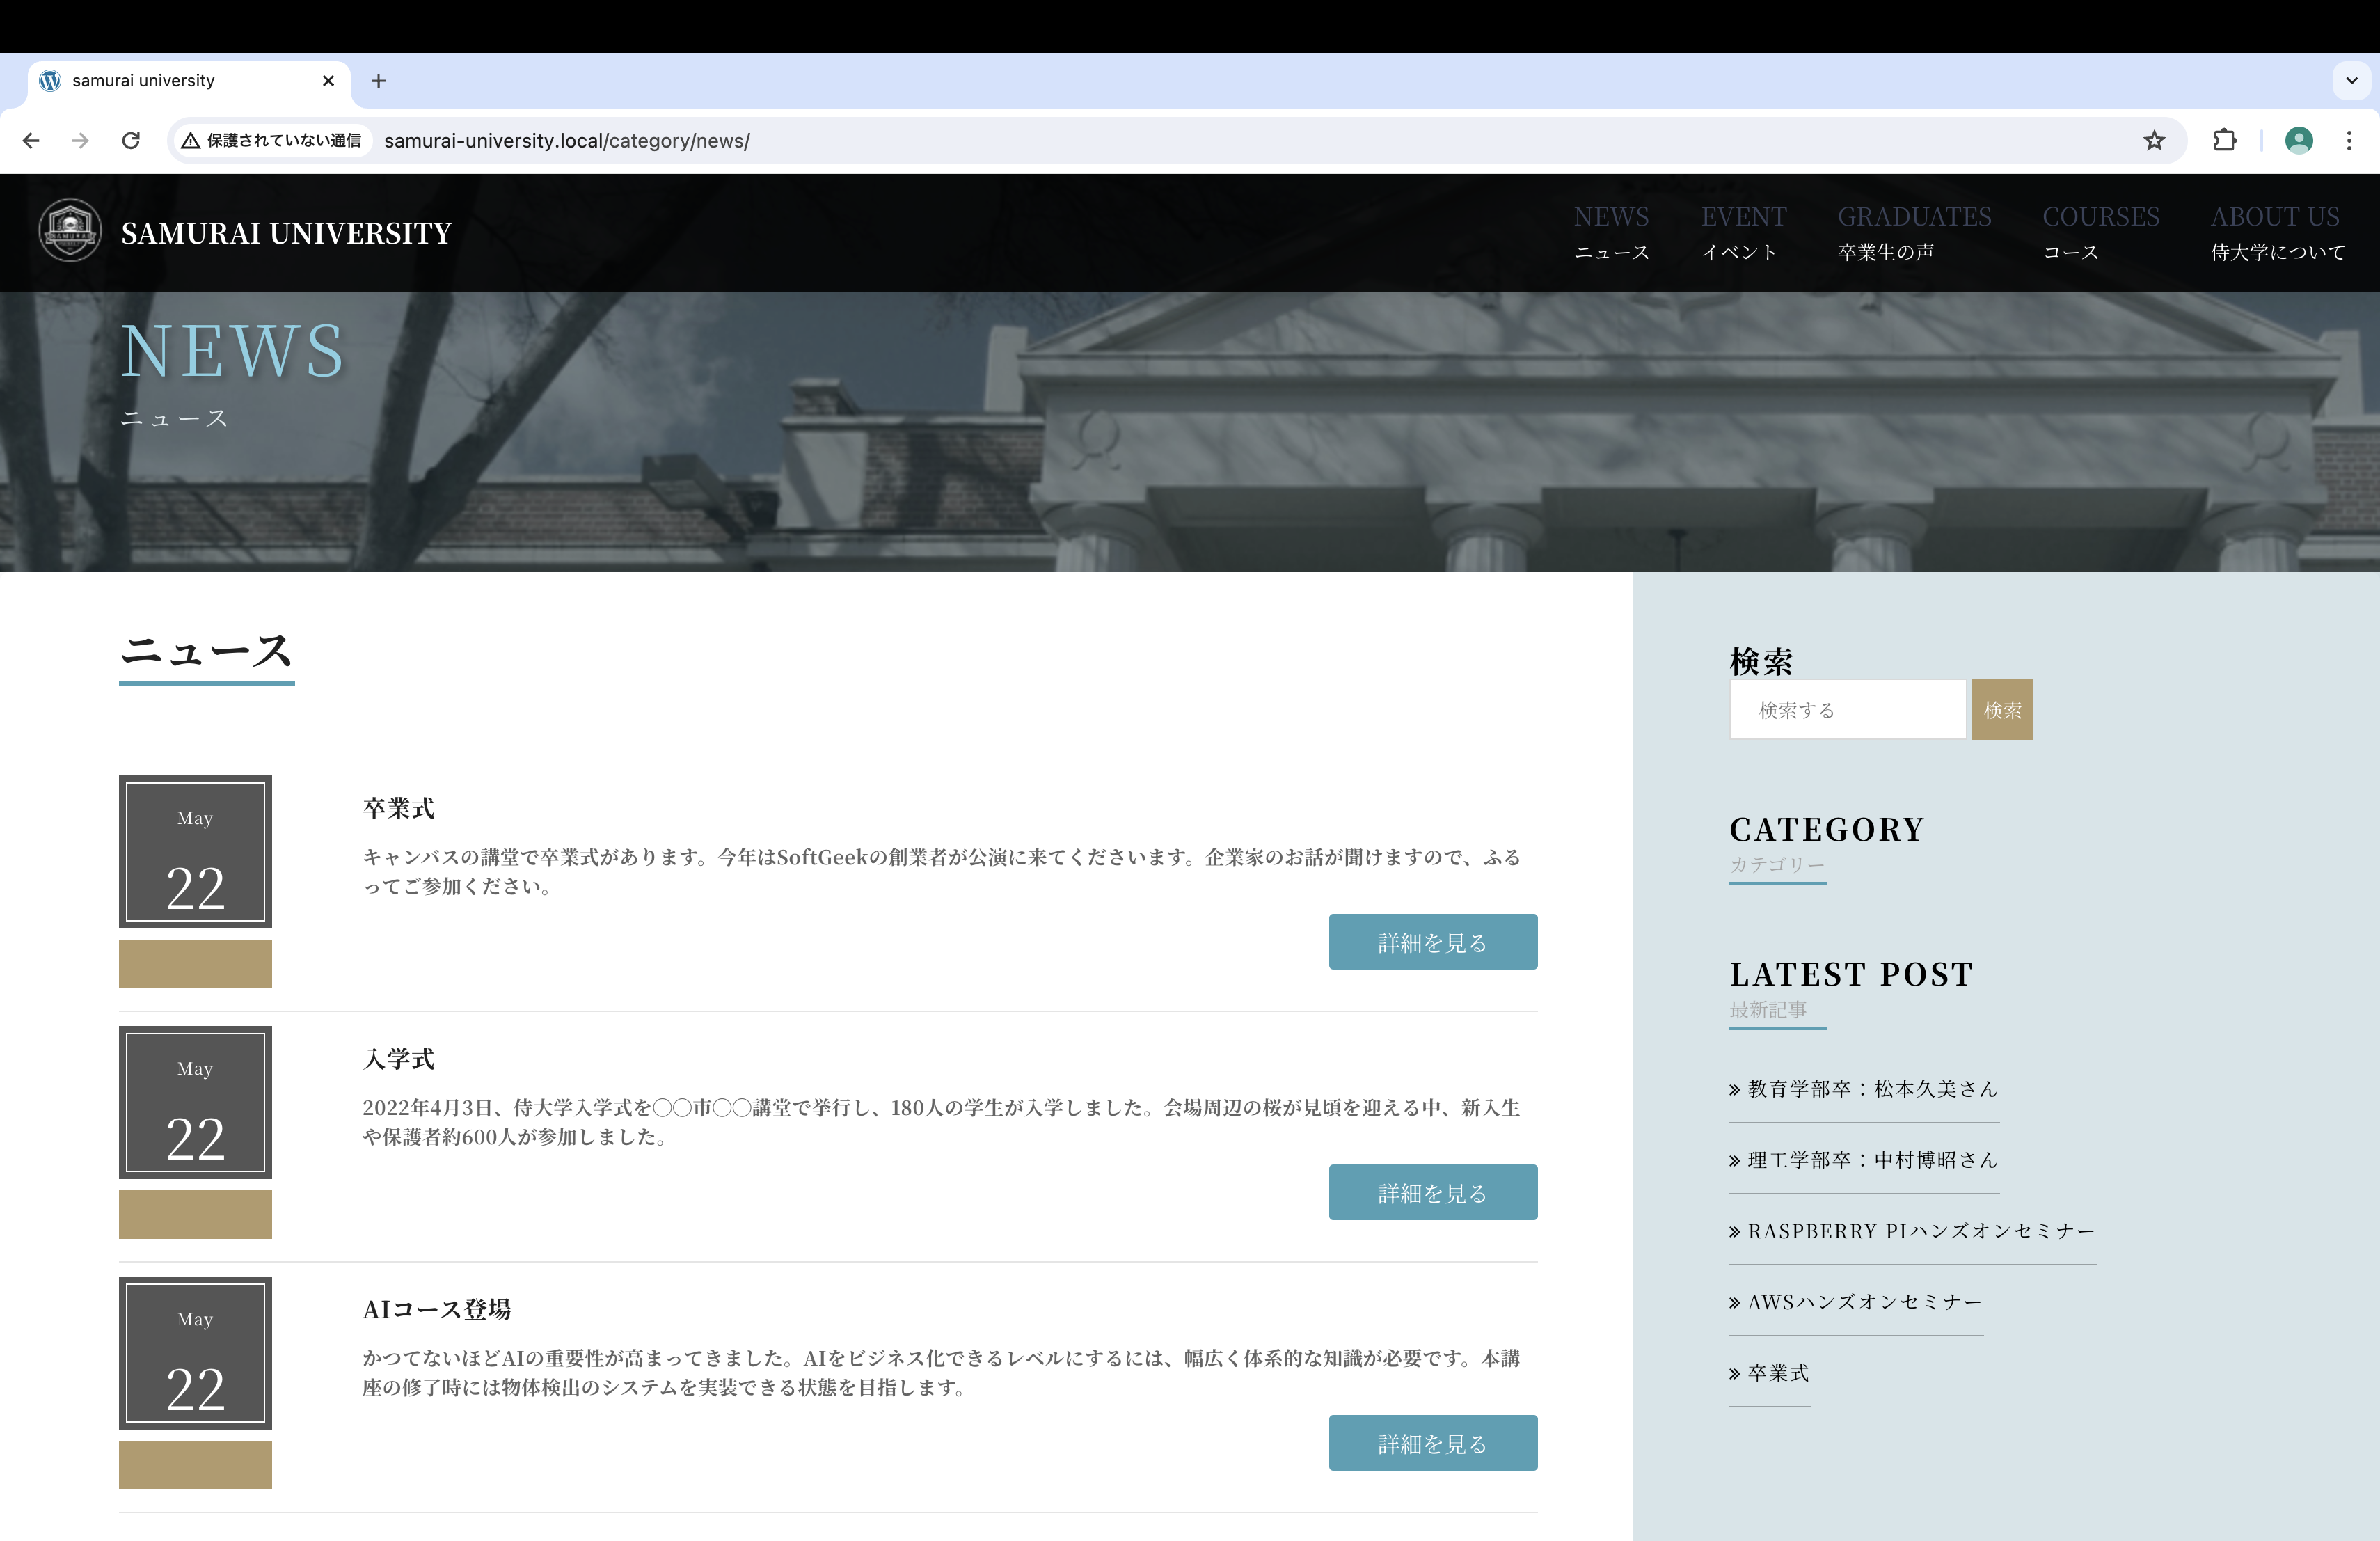 samurai university
保護されていない通信 samurai-university.local/category/news/
SAMURAI UNIVERSITY
NEWS EVENT GRADUATES COURSES ABOUT US
ニュース イベント 卒業生の声 コース 侍大学について
NEWS
ニュース
ニュース
May
22
卒業式
キャンパスの講堂で卒業式があります。今年はSoftGeekの創業者が公演に来てくださいます。企業家のお話が聞けますので、ふる
ってご参加ください。
詳細を見る
May
22
入学式
2022年4月3日、侍大学入学式を◯◯市◯◯講堂で挙行し、180人の学生が入学しました。会場周辺の桜が見頃を迎える中、新入生
や保護者約600人が参加しました。
詳細を見る
May
22
AIコース登場
かつてないほどAIの重要性が高まってきました。AIをビジネス化できるレベルにするには、幅広く体系的な知識が必要です。本講
座の修了時には物体検出のシステムを実装できる状態を目指します。
詳細を見る
検索
検索する 検索
CATEGORY
カテゴリー
LATEST POST
最新記事
» 教育学部卒：松本久美さん
» 理工学部卒：中村博昭さん
» RASPBERRY PIハンズオンセミナー
» AWSハンズオンセミナー
» 卒業式